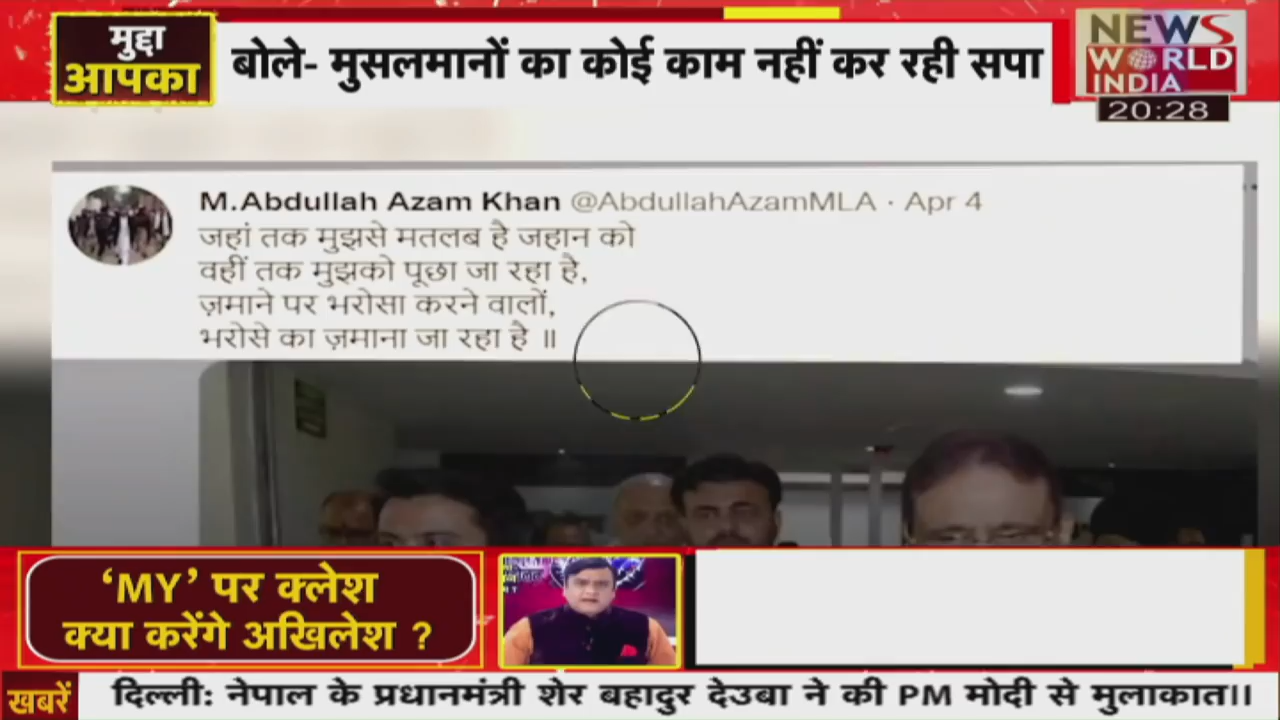 मुद्दा
आपका
बोले- मुसलमानों का कोई काम नहीं कर रही सपा
NEWS
WORLD
INDIA
20:28
M.Abdullah Azam Khan @AbdullahAzamMLA · Apr 4
जहां तक मुझसे मतलब है जहान को
वहीं तक मुझको पूछा जा रहा है,
ज़माने पर भरोसा करने वालों,
भरोसे का ज़माना जा रहा है ॥
‘MY’ पर क्लेश
क्या करेंगे अखिलेश ?
खबरें
दिल्ली: नेपाल के प्रधानमंत्री शेर बहादुर देउबा ने की PM मोदी से मुलाकात।।